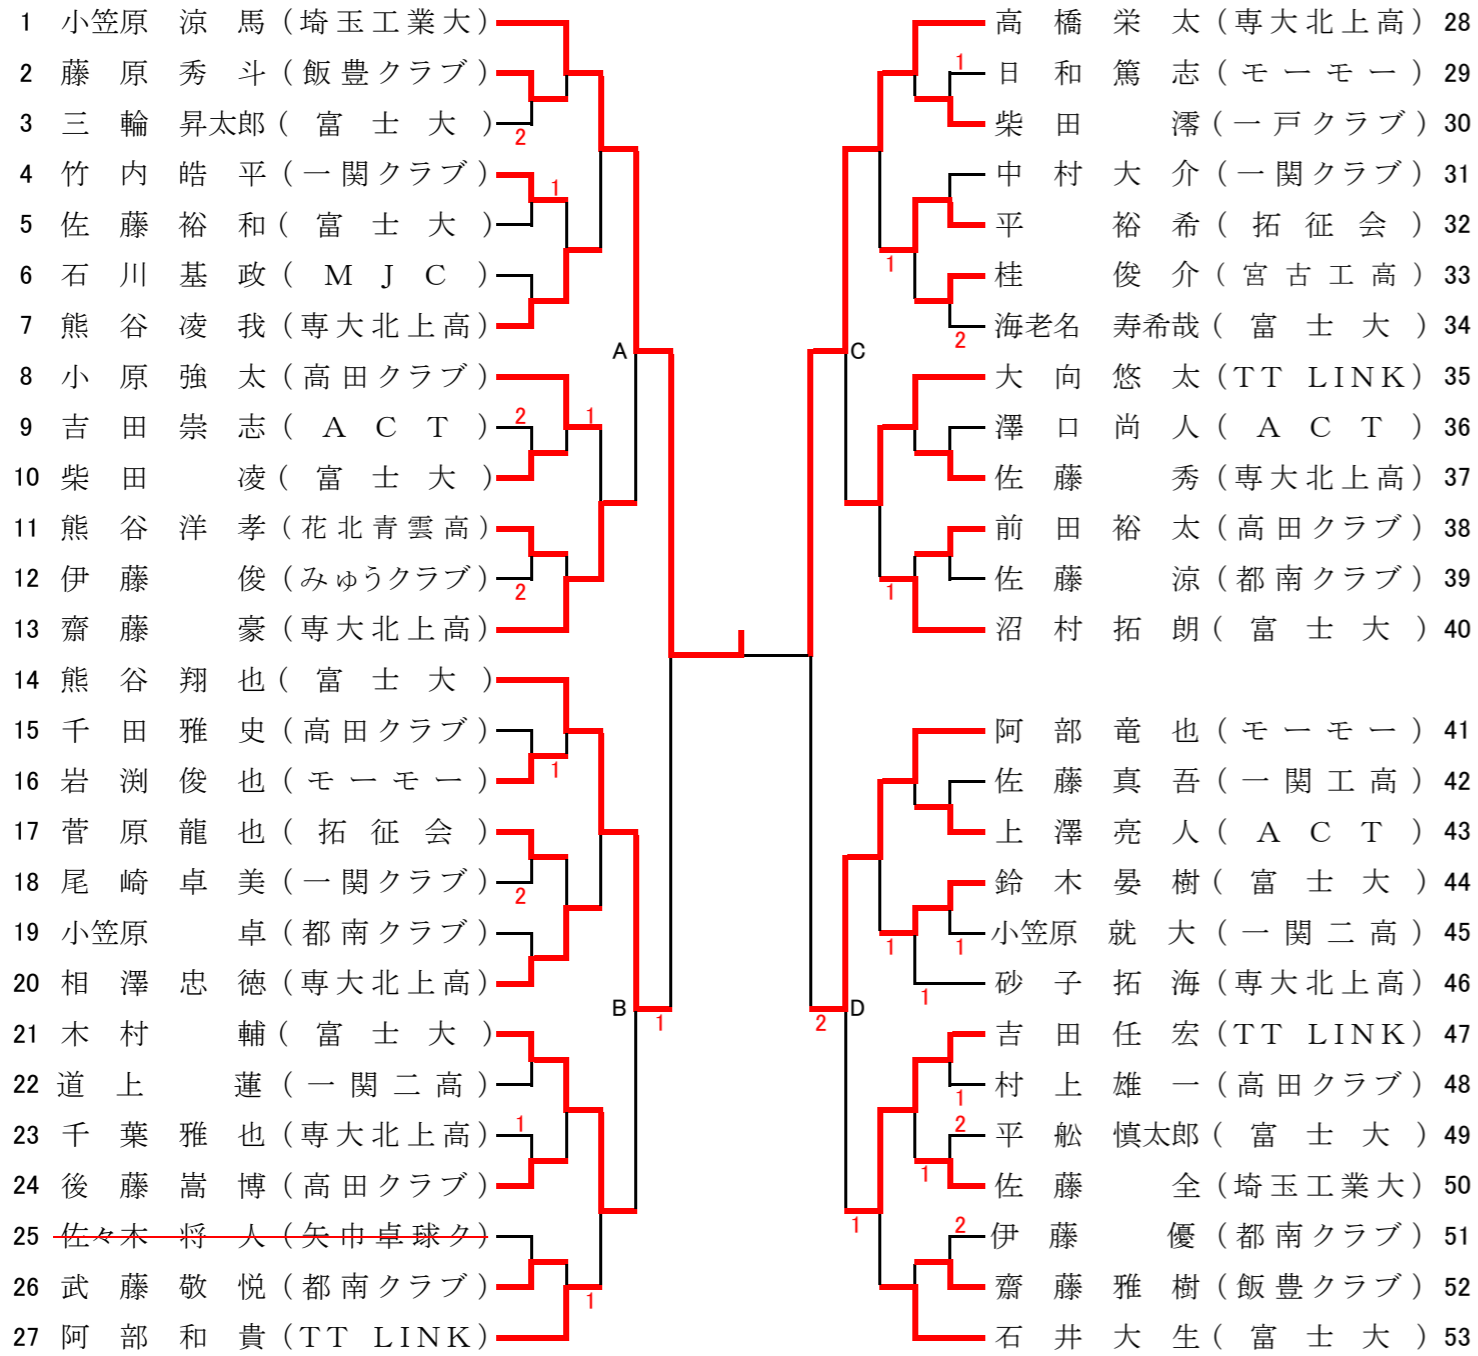 1 小笠原 涼 馬 (埼玉工業大)
2 藤 原 秀 斗 (飯豊クラブ)
3 三 輪 昇太郎 ( 富 士 大 )
2
4 竹 内 皓 平 (一関クラブ)
1
5 佐 藤 裕 和 ( 富 士 大 )
6 石 川 基 政 ( M J C )
7 熊 谷 凌 我 (専大北上高)
A
8 小 原 強 太 (高田クラブ)
9 吉 田 崇 志 ( A C T )
2 1
10 柴 田 凌 ( 富 士 大 )
11 熊 谷 洋 孝 (花北青雲高)
12 伊 藤 俊 (みゅうクラブ)
2
13 齋 藤 豪 (専大北上高)
14 熊 谷 翔 也 ( 富 士 大 )
15 千 田 雅 史 (高田クラブ)
16 岩 渕 俊 也 (モーモー)
1
17 菅 原 龍 也 ( 拓 征 会 )
18 尾 崎 卓 美 (一関クラブ)
2
19 小笠原 卓 (都南クラブ)
20 相 澤 忠 徳 (専大北上高)
B
1
21 木 村 輔 ( 富 士 大 )
22 道 上 蓮 (一関二高)
23 千 葉 雅 也 (専大北上高)
1
24 後 藤 嵩 博 (高田クラブ)
25 佐々木 将 人 (矢巾卓球ク)
26 武 藤 敬 悦 (都南クラブ)
1
27 阿 部 和 貴 (TT LINK)
高 橋 栄 太 (専大北上高) 28
1
日 和 篤 志 (モーモー) 29
柴 田 澪 (一戸クラブ) 30
中 村 大 介 (一関クラブ) 31
平 裕 希 ( 拓 征 会 ) 32
1
桂 俊 介 (宮古工高) 33
海老名 寿希哉 ( 富 士 大 ) 34
2
C
大 向 悠 太 (TT LINK) 35
澤 口 尚 人 ( A C T ) 36
佐 藤 秀 (専大北上高) 37
前 田 裕 太 (高田クラブ) 38
佐 藤 涼 (都南クラブ) 39
1
沼 村 拓 朗 ( 富 士 大 ) 40
阿 部 竜 也 (モーモー) 41
佐 藤 真 吾 (一関工高) 42
上 澤 亮 人 ( A C T ) 43
鈴 木 晏 樹 ( 富 士 大 ) 44
小笠原 就 大 (一関二高) 45
1 1
砂 子 拓 海 (専大北上高) 46
1
D
2
吉 田 任 宏 (TT LINK) 47
村 上 雄 一 (高田クラブ) 48
1
2
平 舩 慎太郎 ( 富 士 大 ) 49
1
佐 藤 全 (埼玉工業大) 50
1
2
伊 藤 優 (都南クラブ) 51
齋 藤 雅 樹 (飯豊クラブ) 52
石 井 大 生 ( 富 士 大 ) 53